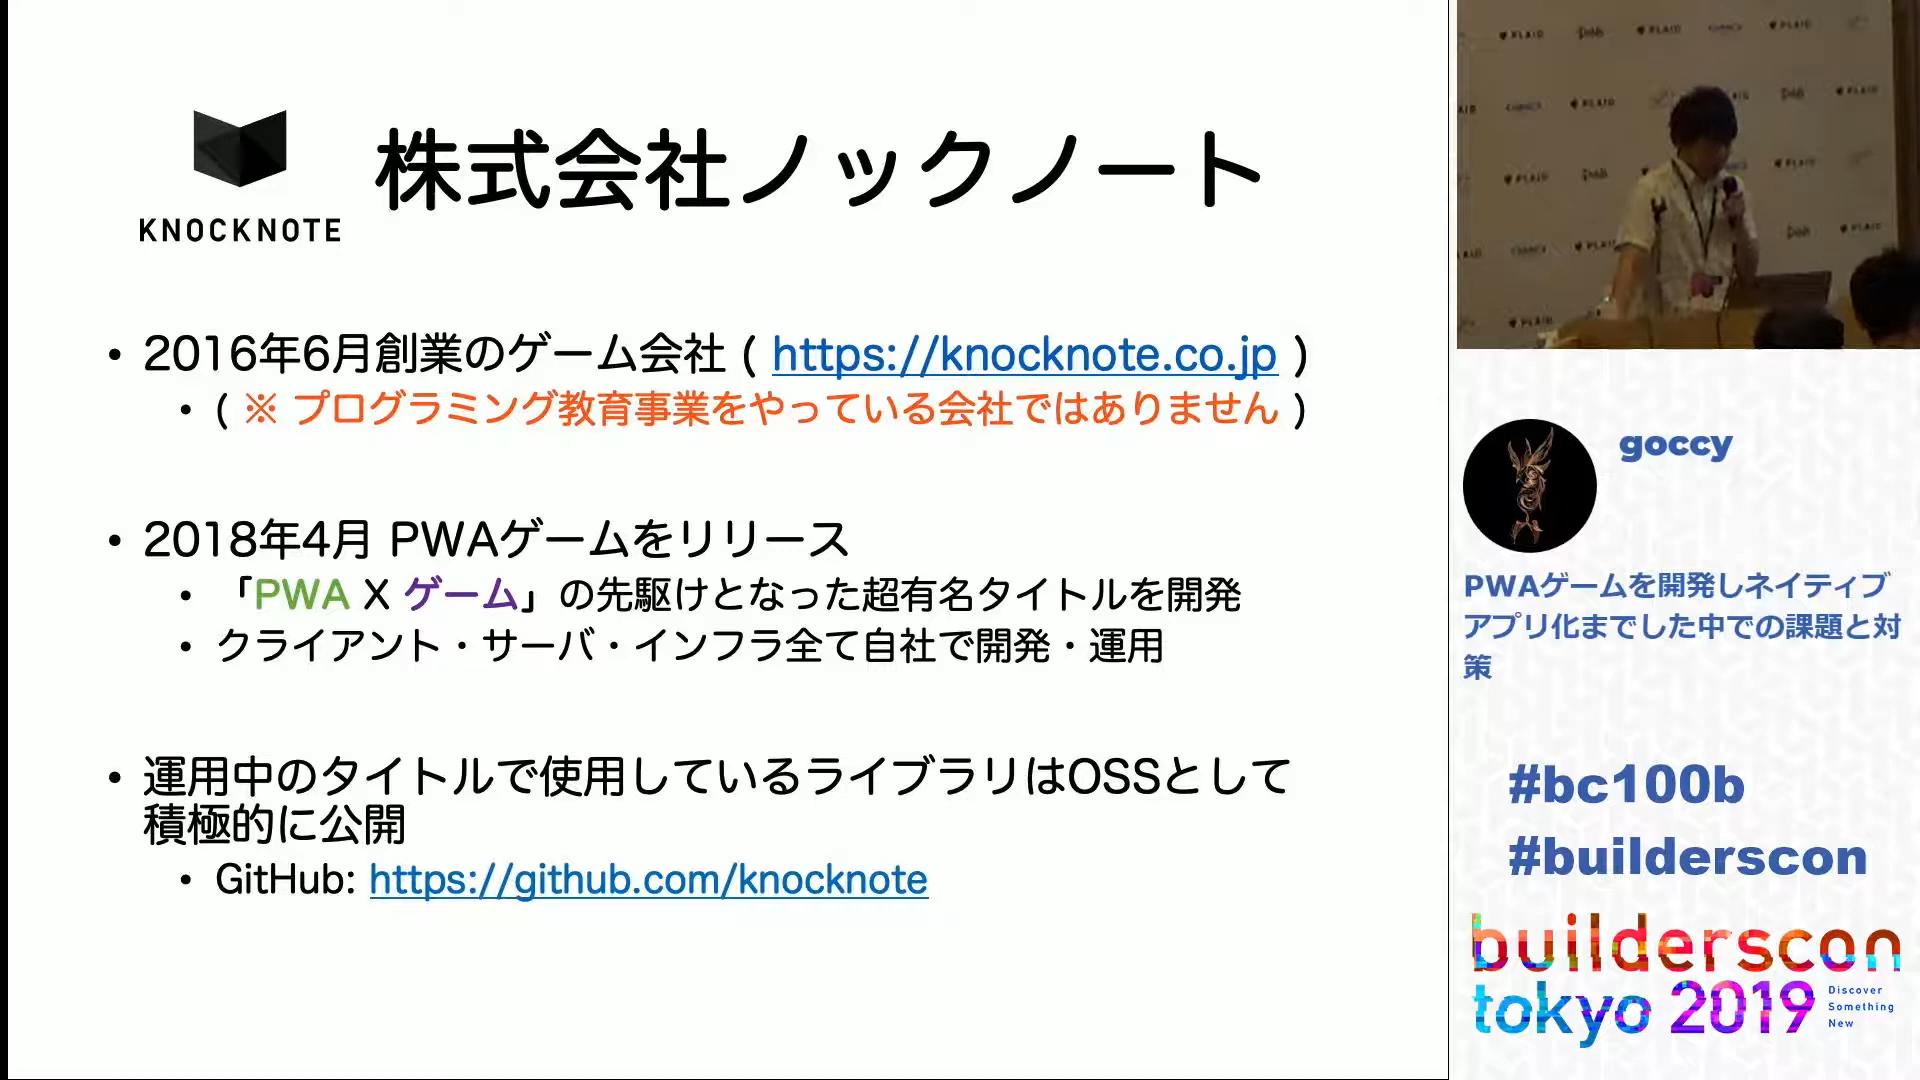 KNOCKNOTE
株式会社ノックノート
• 2016年6月創業のゲーム会社 ( https://knocknote.co.jp )
• ( ※ プログラミング教育事業をやっている会社ではありません )
• 2018年4月 PWAゲームをリリース
• 「PWA X ゲーム」の先駆けとなった超有名タイトルを開発
• クライアント・サーバ・インフラ全て自社で開発・運用
• 運用中のタイトルで使用しているライブラリはOSSとして
積極的に公開
• GitHub: https://github.com/knocknote
PLAID
goccy
PWAゲームを開発しネイティブ
アプリ化までした中での課題と対
策
#bc100b
#builderscon
builderscon
tokyo 2019
Discover
Something
New